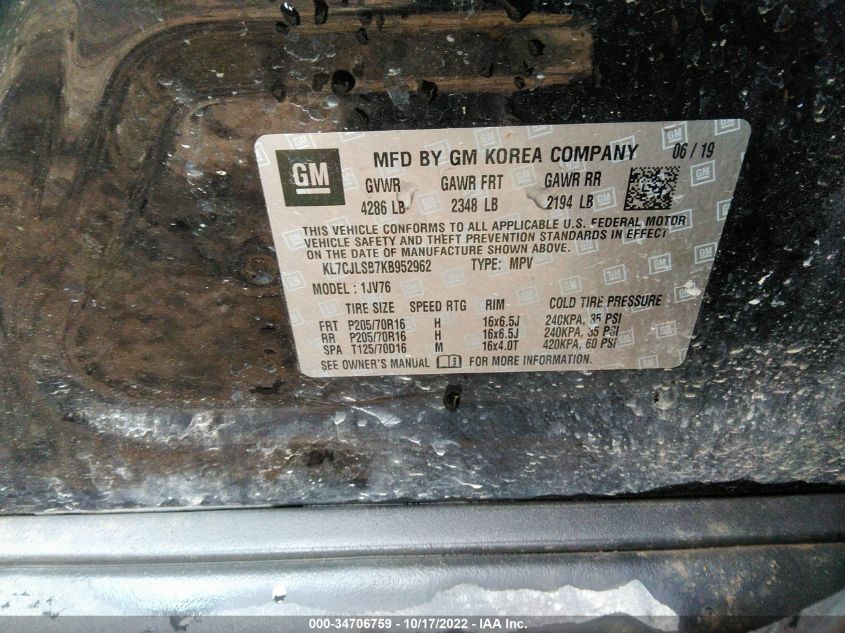 GM
MFD BY GM KOREA COMPANY 06/19
GVWR GAWR FRT GAWR RR
4286 LB 2348 LB 2194 LB
THIS VEHICLE CONFORMS TO ALL APPLICABLE U.S. FEDERAL MOTOR
VEHICLE SAFETY AND THEFT PREVENTION STANDARDS IN EFFECT
ON THE DATE OF MANUFACTURE SHOWN ABOVE.
KL7CJLSB7KB952962 TYPE: MPV
MODEL: 1JV76
TIRE SIZE SPEED RTG RIM COLD TIRE PRESSURE
FRT P205/70R16 H 16x6.5J 240KPA, 35 PSI
RR P205/70R16 H 16x6.5J 240KPA, 35 PSI
SPA T125/70D16 M 16x4.0T 420KPA, 60 PSI
SEE OWNER'S MANUAL FOR MORE INFORMATION.
000-34706759 - 10/17/2022 - IAA Inc.